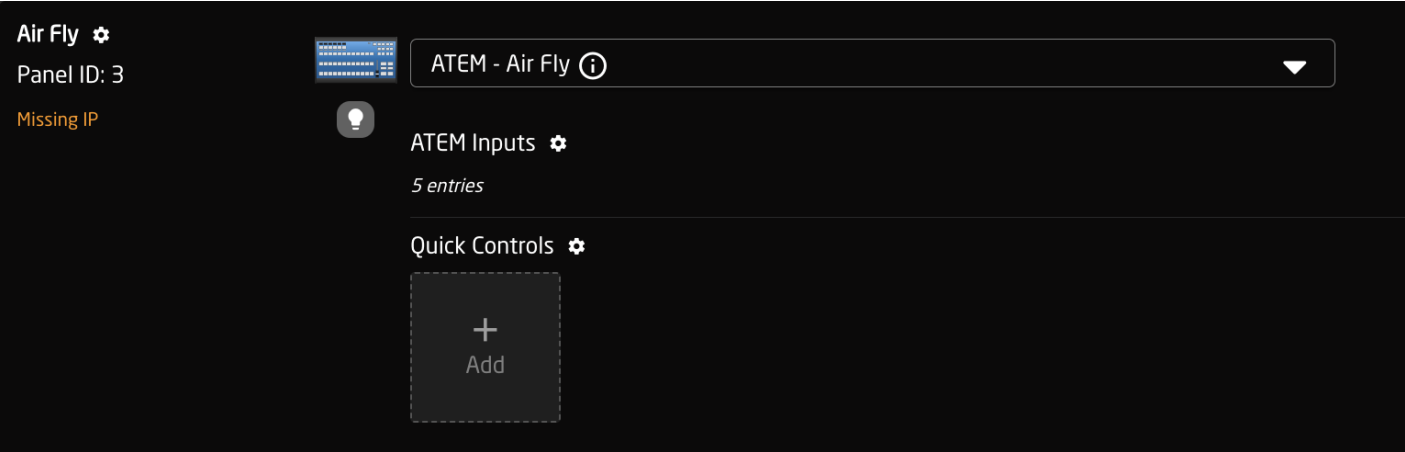 Air Fly
Panel ID: 3
Missing IP
ATEM - Air Fly
ATEM Inputs
5 entries
Quick Controls
+
Add